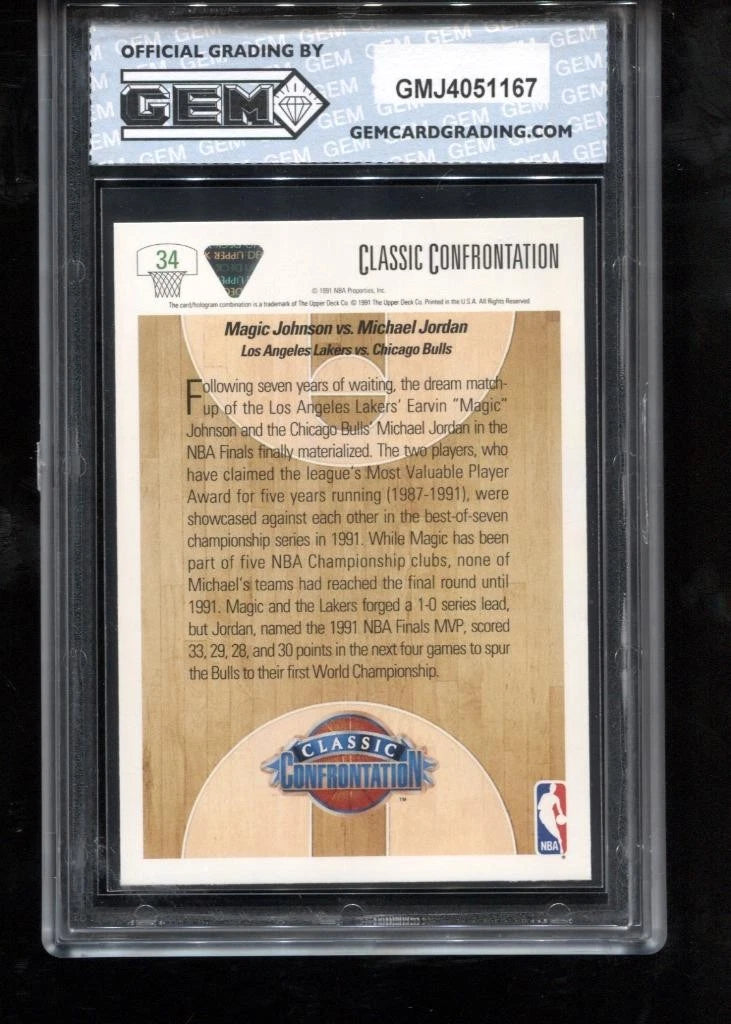 OFFICIAL GRADING BY
GEM
GMJ4051167
GEMCARDGRADING.COM
34
CLASSIC CONFRONTATION
© 1991 NBA Properties, Inc.
The card/hologram combination is a trademark of The Upper Deck Co. © 1991 The Upper Deck Co. Printed in the U.S.A. All Rights Reserved
Magic Johnson vs. Michael Jordan
Los Angeles Lakers vs. Chicago Bulls
Following seven years of waiting, the dream match-
up of the Los Angeles Lakers' Earvin "Magic"
Johnson and the Chicago Bulls' Michael Jordan in the
NBA Finals finally materialized. The two players, who
have claimed the league's Most Valuable Player
Award for five years running (1987-1991), were
showcased against each other in the best-of-seven
championship series in 1991. While Magic has been
part of five NBA Championship clubs, none of
Michael's teams had reached the final round until
1991. Magic and the Lakers forged a 1-0 series lead,
but Jordan, named the 1991 NBA Finals MVP, scored
33, 29, 28, and 30 points in the next four games to spur
the Bulls to their first World Championship.
CLASSIC
CONFRONTATION
™
NBA